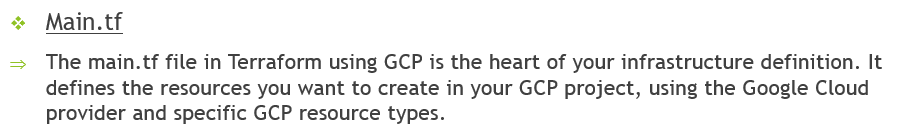 Main.tf
The main.tf file in Terraform using GCP is the heart of your infrastructure definition. It
defines the resources you want to create in your GCP project, using the Google Cloud
provider and specific GCP resource types.